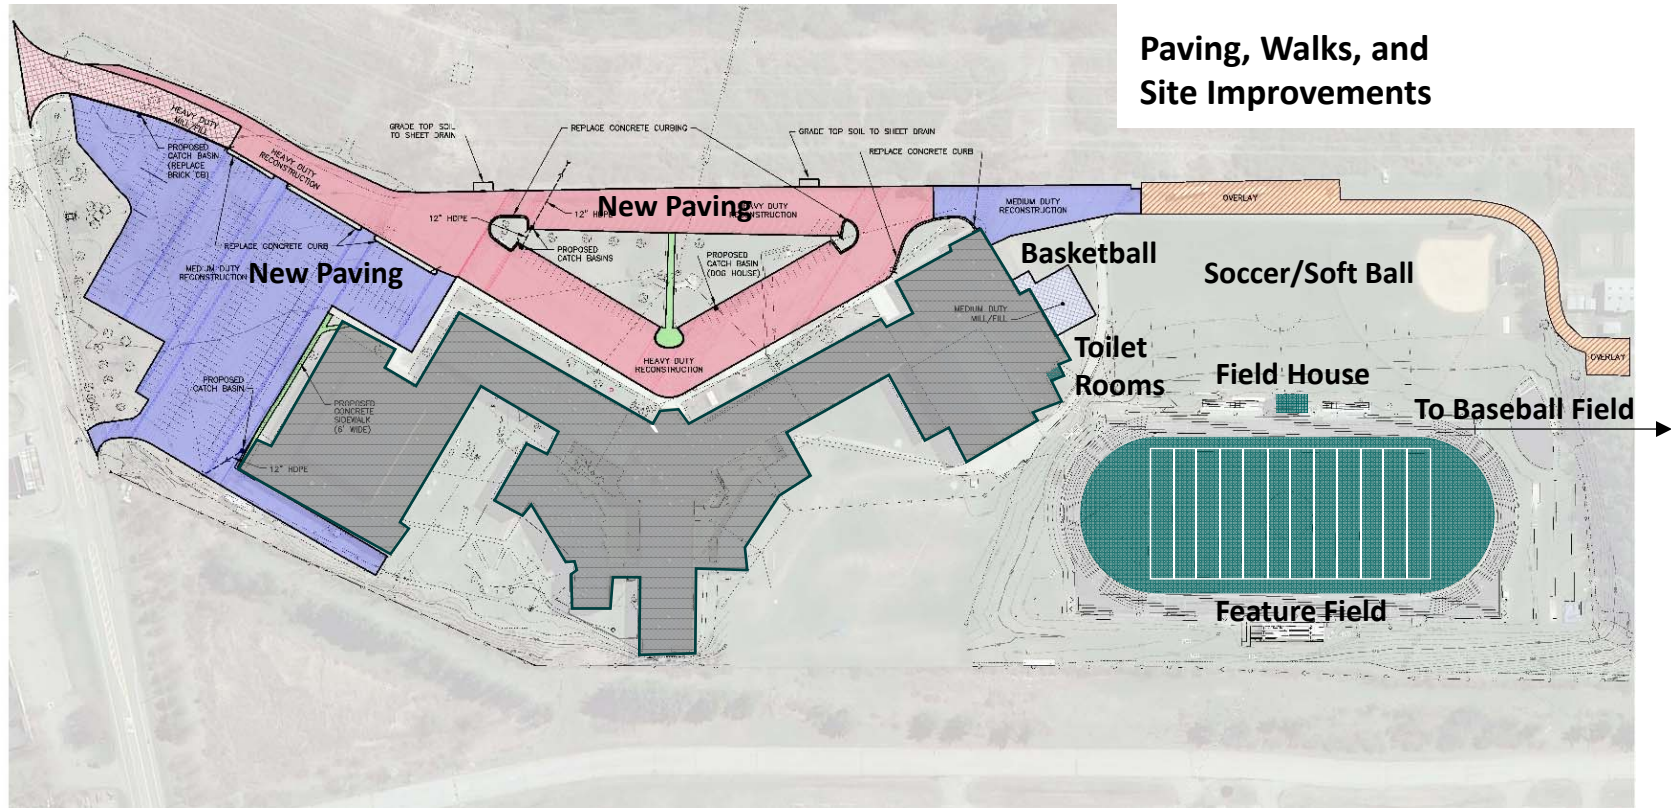 Paving, Walks, and
Site Improvements
HEAVY DUTY
MILL/FILL
PROPOSED
CATCH BASIN
(REPLACE
BRICK CB)
HEAVY DUTY
RECONSTRUCTION
GRADE TOP SOIL
TO SHEET DRAIN
REPLACE CONCRETE CURBING
GRADE TOP SOIL TO SHEET DRAIN
REPLACE CONCRETE CURB
12" HDPE
12" HDPE
New Paving
HEAVY DUTY
RECONSTRUCTION
MEDIUM DUTY
RECONSTRUCTION
OVERLAY
REPLACE CONCRETE CURB
MEDIUM DUTY
RECONSTRUCTION
New Paving
PROPOSED
CATCH BASINS
PROPOSED
CATCH BASIN
(DOG HOUSE)
Basketball
Soccer/Soft Ball
MEDIUM DUTY
MILL/FILL
HEAVY DUTY
RECONSTRUCTION
Toilet
Rooms
Field House
OVERLAY
To Baseball Field
PROPOSED
CATCH BASIN
PROPOSED
CONCRETE
SIDEWALK
(6' WIDE)
12" HDPE
Feature Field